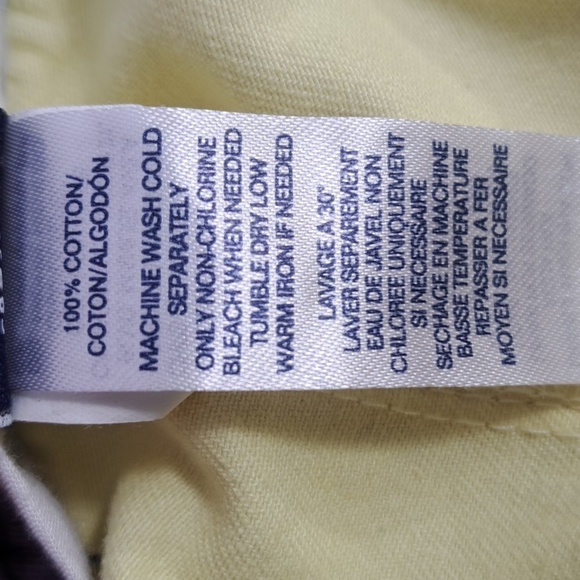 100% COTTON/
COTON/ALGODÓN
MACHINE WASH COLD
SEPARATELY
ONLY NON-CHLORINE
BLEACH WHEN NEEDED
TUMBLE DRY LOW
WARM IRON IF NEEDED
LAVAGE A 30°
LAVER SEPAREMENT
EAU DE JAVEL NON
CHLOREE UNIQUEMENT
SI NECESSAIRE
SECHAGE EN MACHINE
BASSE TEMPERATURE
REPASSER A FER
MOYEN SI NECESSAIRE